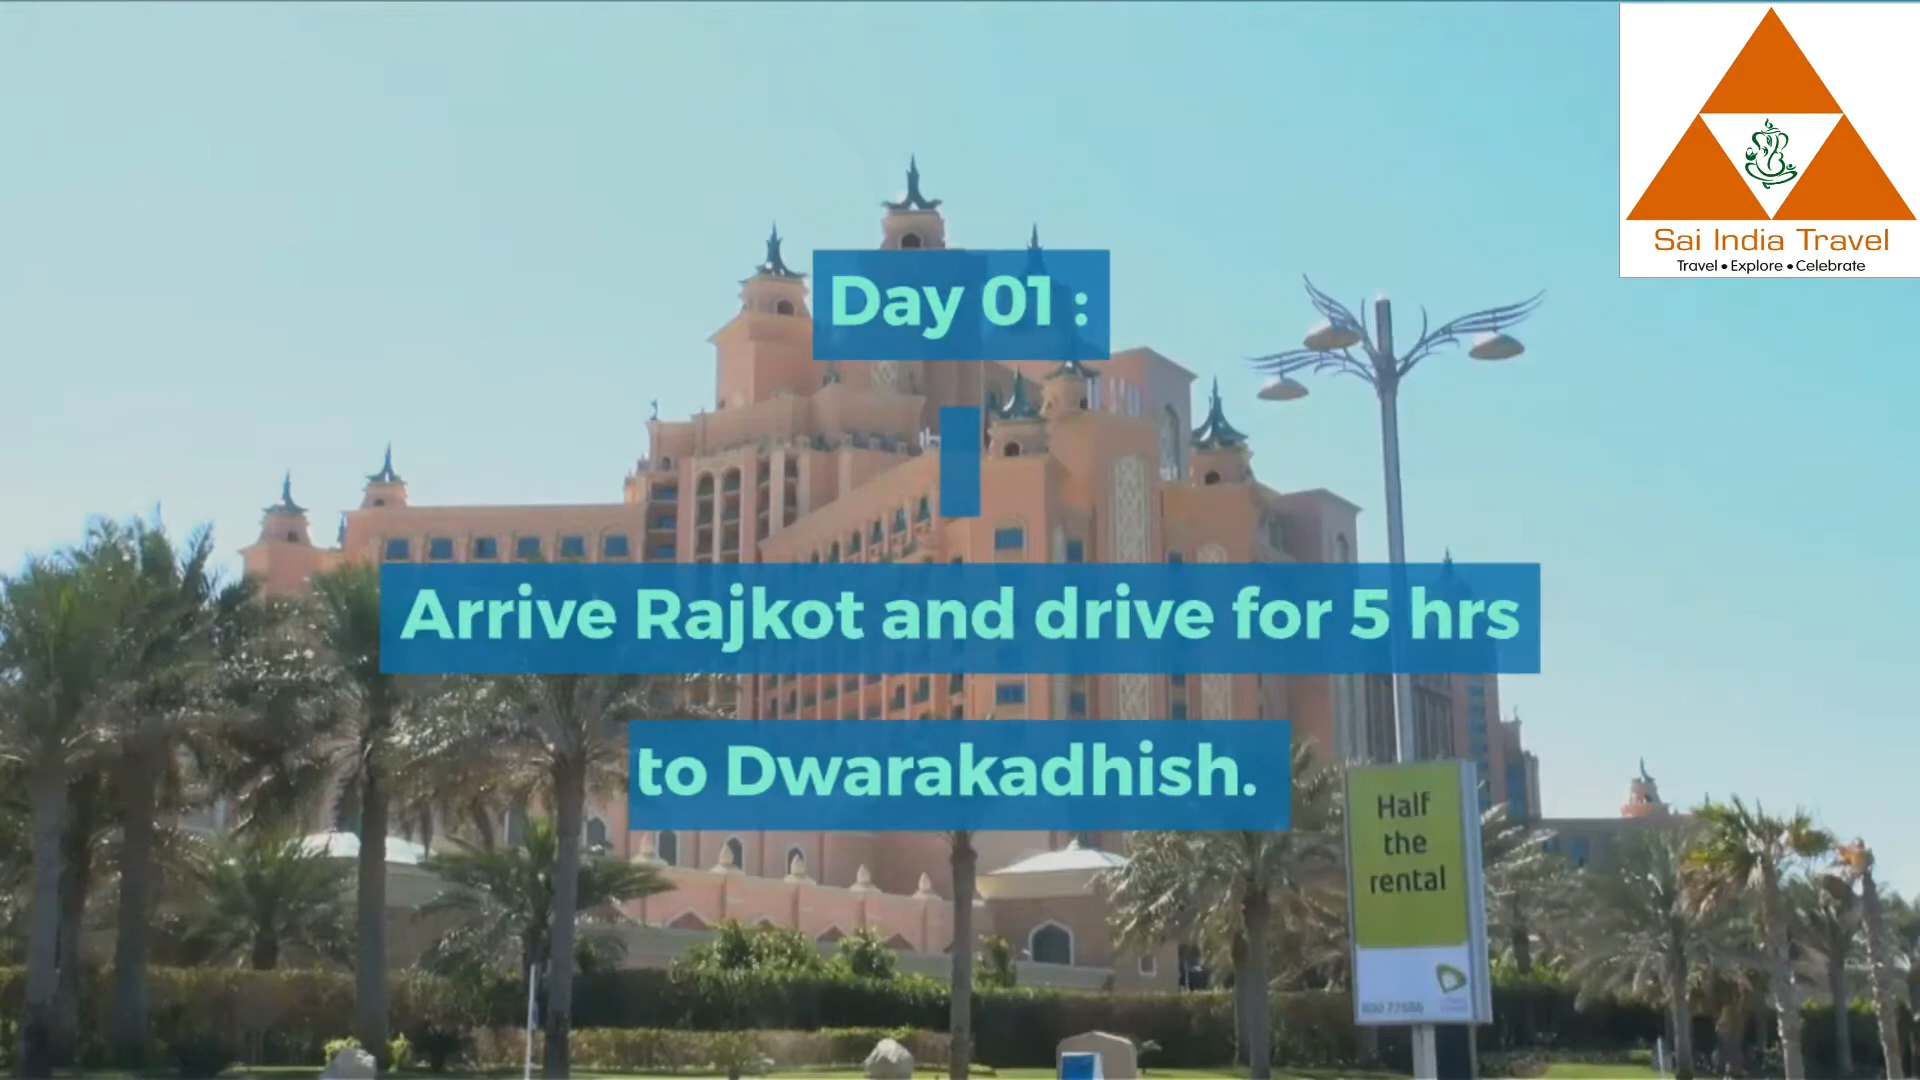 Sai India Travel
Travel • Explore • Celebrate
Day 01 :
Arrive Rajkot and drive for 5 hrs
to Dwarakadhish.
Half
the
rental